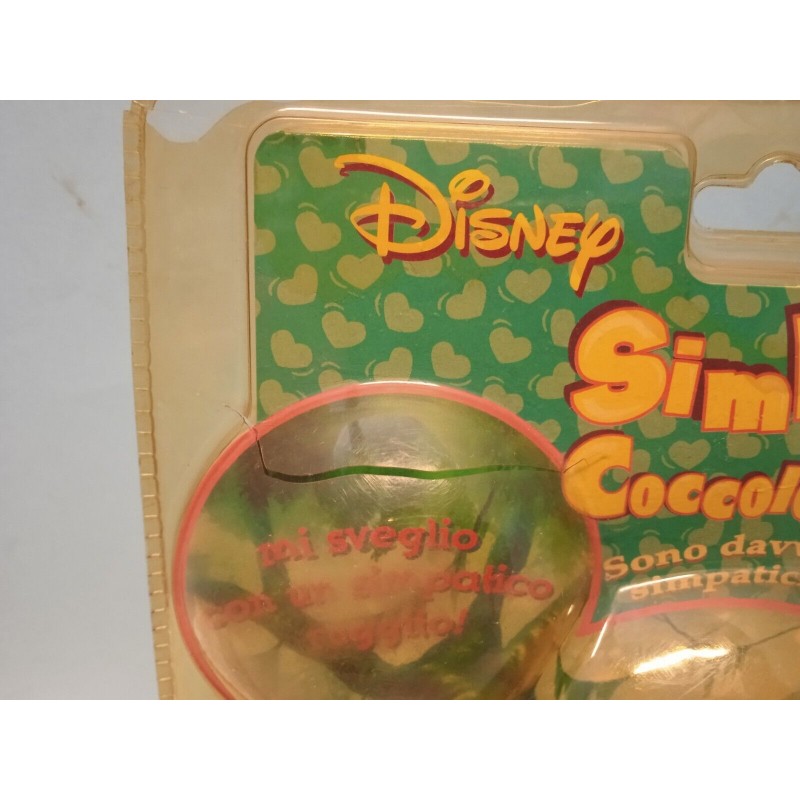 Disney
Sim
Coccol
Sono davv
simpatic
mi sveglio
con un simpatico